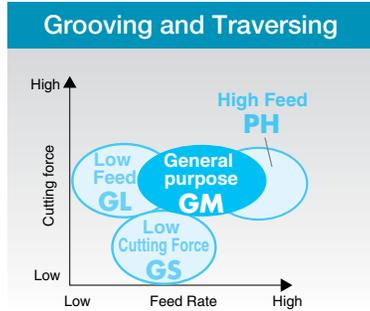 Grooving and Traversing
High
High Feed
PH
Cutting force
Low
Feed
GL
General
purpose
GM
Low
Cutting Force
GS
Low
Low
Feed Rate
High